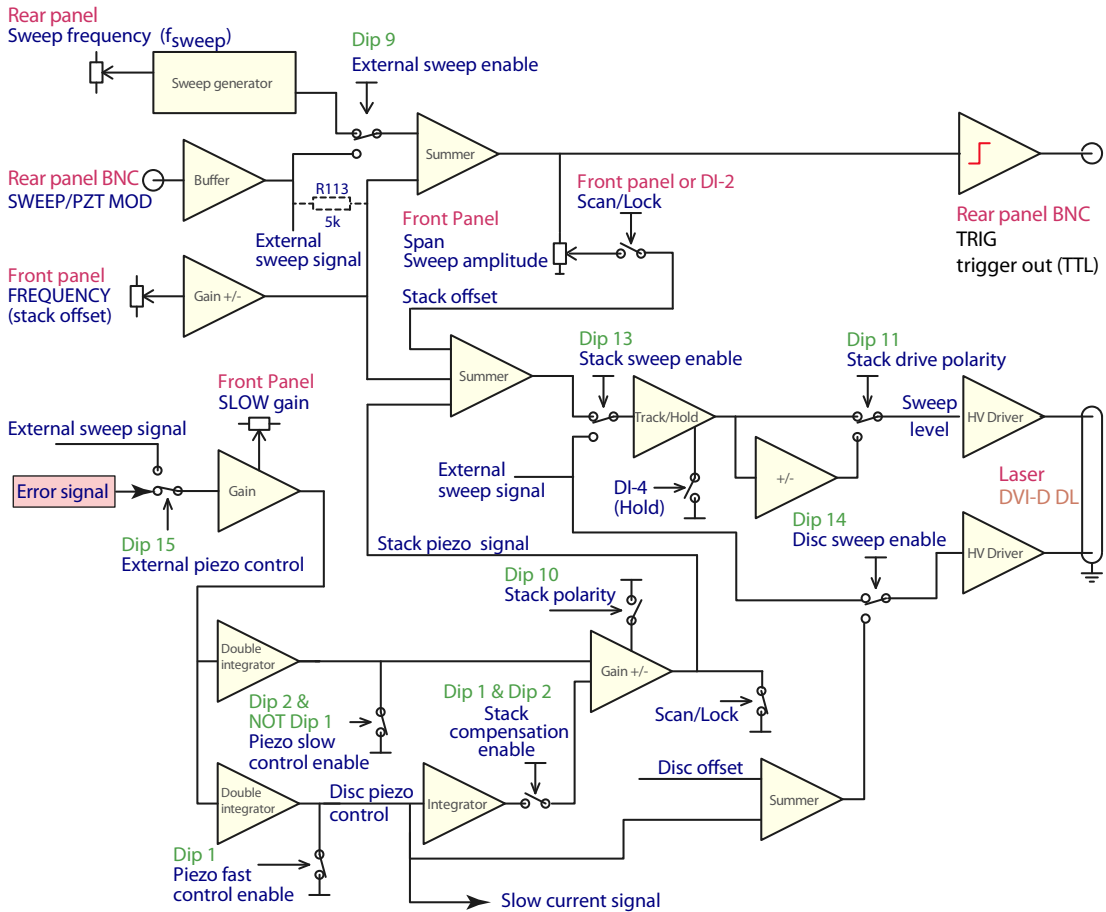 Rear panel
Sweep frequency (fsweep)
Sweep generator
Dip 9
External sweep enable
Summer
Rear panel BNC
SWEEP/PZT MOD
Buffer
R113
5k
External
sweep signal
Front panel
FREQUENCY
(stack offset)
Gain +/-
Front Panel
Span
Sweep amplitude
Front panel or DI-2
Scan/Lock
Rear panel BNC
TRIG
trigger out (TTL)
Stack offset
Summer
Dip 13
Stack sweep enable
Track/Hold
Dip 11
Stack drive polarity
Sweep
level
HV Driver
+/-
Laser
DVI-D DL
Front Panel
SLOW gain
External sweep signal
Error signal
Gain
Dip 15
External piezo control
External
sweep signal
DI-4
(Hold)
Dip 14
Disc sweep enable
HV Driver
Stack piezo signal
Dip 10
Stack polarity
Double
integrator
Gain +/-
Dip 2 &
NOT Dip 1
Piezo slow
control enable
Dip 1 & Dip 2
Stack
compensation
enable
Scan/Lock
Double
integrator
Disc piezo
control
Integrator
Disc offset
Summer
Dip 1
Piezo fast
control enable
Slow current signal